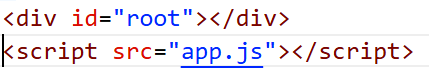 <div id="root"></div>
<script src="app.js"></script>